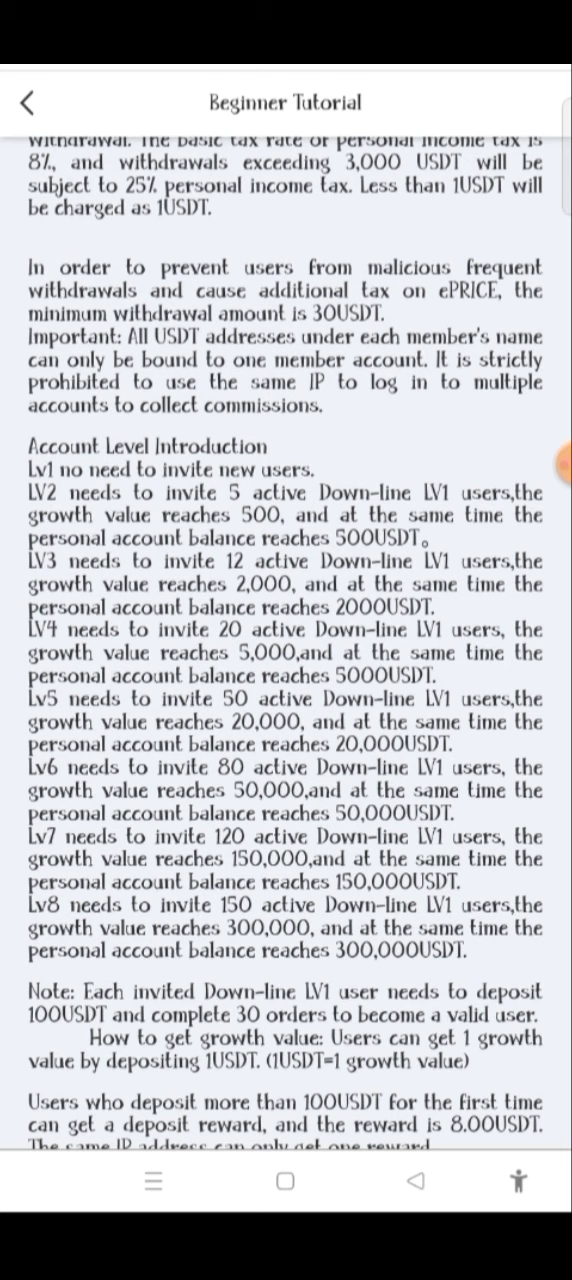 Beginner Tutorial
withdrawal. The basic tax rate of personal income tax is
8%, and withdrawals exceeding 3,000 USDT will be
subject to 25% personal income tax. Less than 1USDT will
be charged as 1USDT.
In order to prevent users from malicious frequent
withdrawals and cause additional tax on ePRICE, the
minimum withdrawal amount is 30USDT.
Important: All USDT addresses under each member's name
can only be bound to one member account. It is strictly
prohibited to use the same IP to log in to multiple
accounts to collect commissions.
Account Level Introduction
Lv1 no need to invite new users.
LV2 needs to invite 5 active Down-line LV1 users,the
growth value reaches 500, and at the same time the
personal account balance reaches 500USDT。
LV3 needs to invite 12 active Down-line LV1 users,the
growth value reaches 2,000, and at the same time the
personal account balance reaches 2000USDT.
LV4 needs to invite 20 active Down-line LV1 users, the
growth value reaches 5,000,and at the same time the
personal account balance reaches 5000USDT.
Lv5 needs to invite 50 active Down-line LV1 users,the
growth value reaches 20,000, and at the same time the
personal account balance reaches 20,000USDT.
Lv6 needs to invite 80 active Down-line LV1 users, the
growth value reaches 50,000,and at the same time the
personal account balance reaches 50,000USDT.
Lv7 needs to invite 120 active Down-line LV1 users, the
growth value reaches 150,000,and at the same time the
personal account balance reaches 150,000USDT.
Lv8 needs to invite 150 active Down-line LV1 users,the
growth value reaches 300,000, and at the same time the
personal account balance reaches 300,000USDT.
Note: Each invited Down-line LV1 user needs to deposit
100USDT and complete 30 orders to become a valid user.
How to get growth value: Users can get 1 growth
value by depositing 1USDT. (1USDT=1 growth value)
Users who deposit more than 100USDT for the first time
can get a deposit reward, and the reward is 8.00USDT.
The same IP address can only get one reward